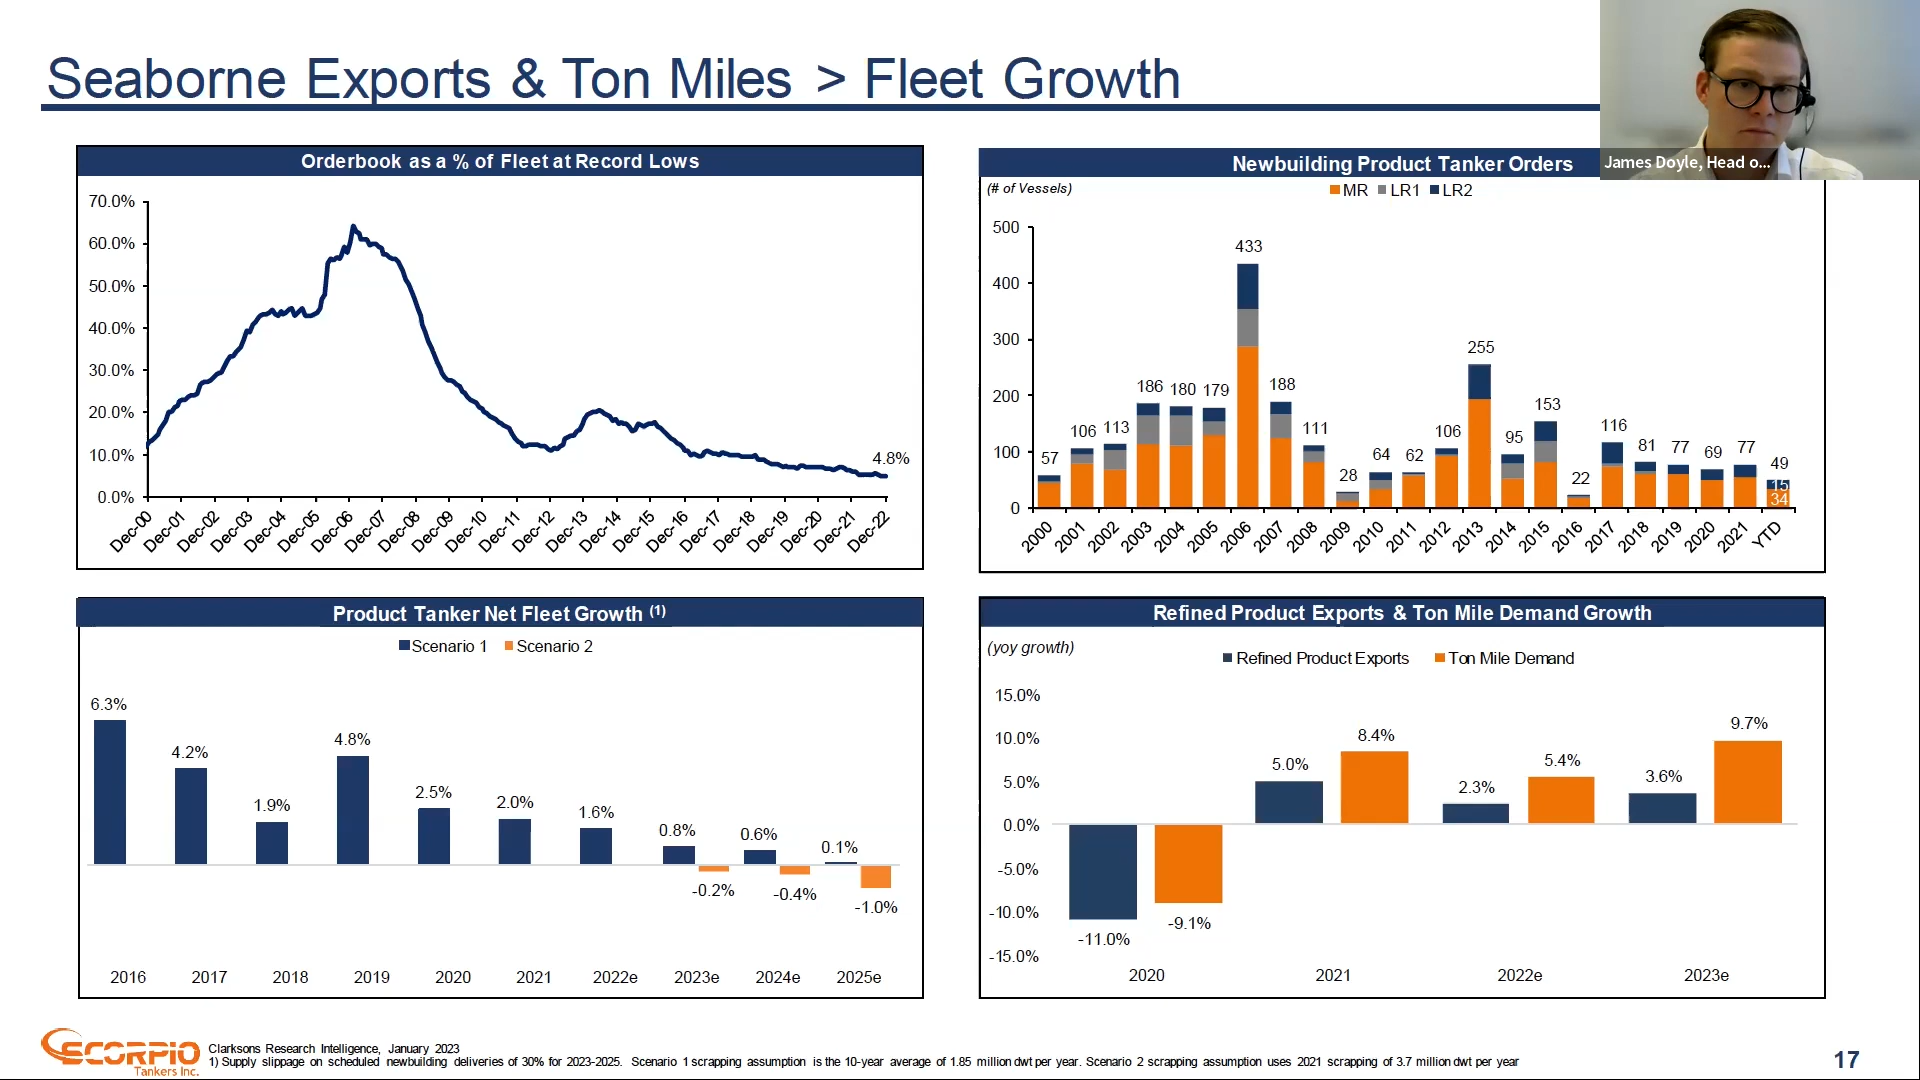 Seaborne Exports & Ton Miles > Fleet Growth
James Doyle, Head o...
Orderbook as a % of Fleet at Record Lows
70.0%
60.0%
50.0%
40.0%
30.0%
20.0%
10.0%
0.0%
4.8%
Dec-00 Dec-01 Dec-02 Dec-03 Dec-04 Dec-05 Dec-06 Dec-07 Dec-08 Dec-09 Dec-10 Dec-11 Dec-12 Dec-13 Dec-14 Dec-15 Dec-16 Dec-17 Dec-18 Dec-19 Dec-20 Dec-21 Dec-22
Newbuilding Product Tanker Orders
(# of Vessels)
MR LR1 LR2
500
400
300
200
100
0
57 106 113 186 180 179 433 188 111 28 64 62 106 255 95 153 22 116 81 77 69 77 49
15
34
2000 2001 2002 2003 2004 2005 2006 2007 2008 2009 2010 2011 2012 2013 2014 2015 2016 2017 2018 2019 2020 2021 YTD
Product Tanker Net Fleet Growth (1)
Scenario 1 Scenario 2
6.3% 4.2% 1.9% 4.8% 2.5% 2.0% 1.6% 0.8% 0.6% 0.1%
-0.2% -0.4% -1.0%
2016 2017 2018 2019 2020 2021 2022e 2023e 2024e 2025e
Refined Product Exports & Ton Mile Demand Growth
(yoy growth)
Refined Product Exports Ton Mile Demand
15.0%
10.0%
5.0%
0.0%
-5.0%
-10.0%
-15.0%
-11.0% -9.1% 5.0% 8.4% 2.3% 5.4% 3.6% 9.7%
2020 2021 2022e 2023e
SCORPIO
Tankers Inc.
Clarksons Research Intelligence, January 2023
1) Supply slippage on scheduled newbuilding deliveries of 30% for 2023-2025. Scenario 1 scrapping assumption is the 10-year average of 1.85 million dwt per year. Scenario 2 scrapping assumption uses 2021 scrapping of 3.7 million dwt per year
17